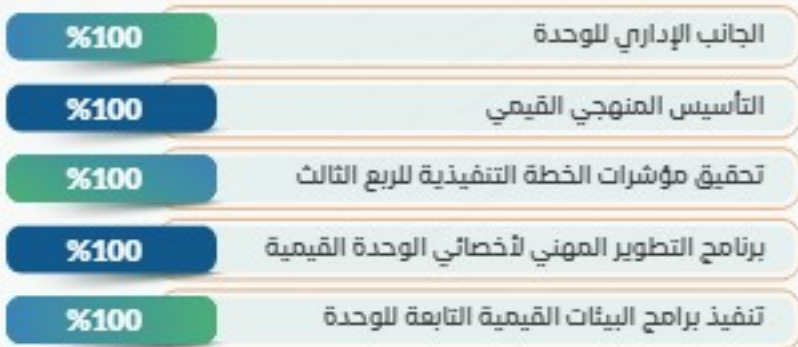 الجانب الإداري للوحدة %100
التأسيس المنهجي القيمي %100
تحقيق مؤشرات الخطة التنفيذية للربع الثالث %100
برنامج التطوير المهني لأخصائي الوحدة القيمية %100
تنفيذ برامج البيئات القيمية التابعة للوحدة %100